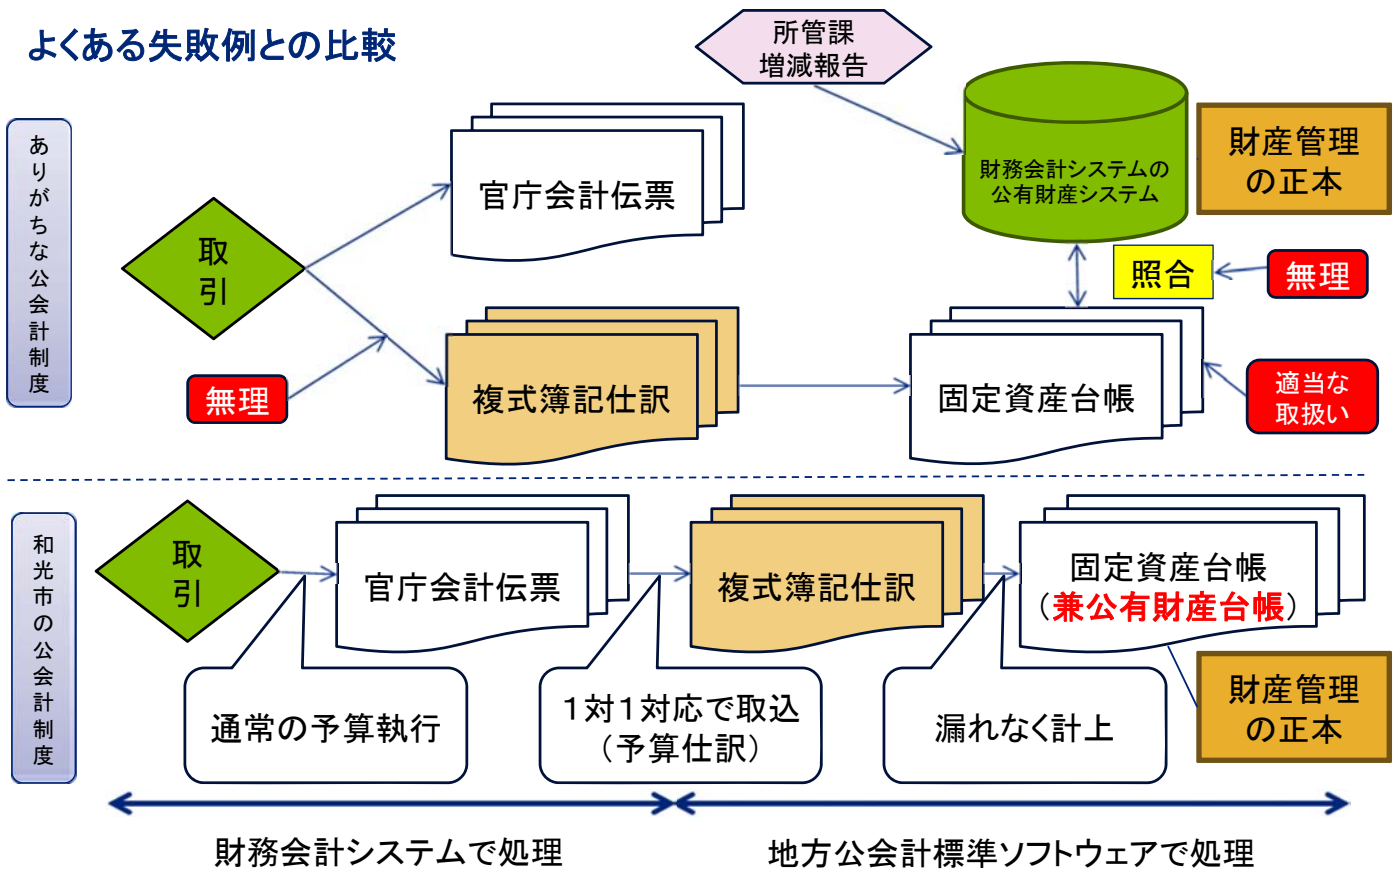 よくある失敗例との比較
所管課
増減報告
ありがちな公会計制度
取
引
官庁会計伝票
財務会計システムの
公有財産システム
財産管理
の正本
照合
無理
無理
複式簿記仕訳
固定資産台帳
適当な
取扱い
和光市の公会計制度
取
引
官庁会計伝票
複式簿記仕訳
固定資産台帳
（兼公有財産台帳）
通常の予算執行
１対１対応で取込
（予算仕訳）
漏れなく計上
財産管理
の正本
財務会計システムで処理
地方公会計標準ソフトウェアで処理